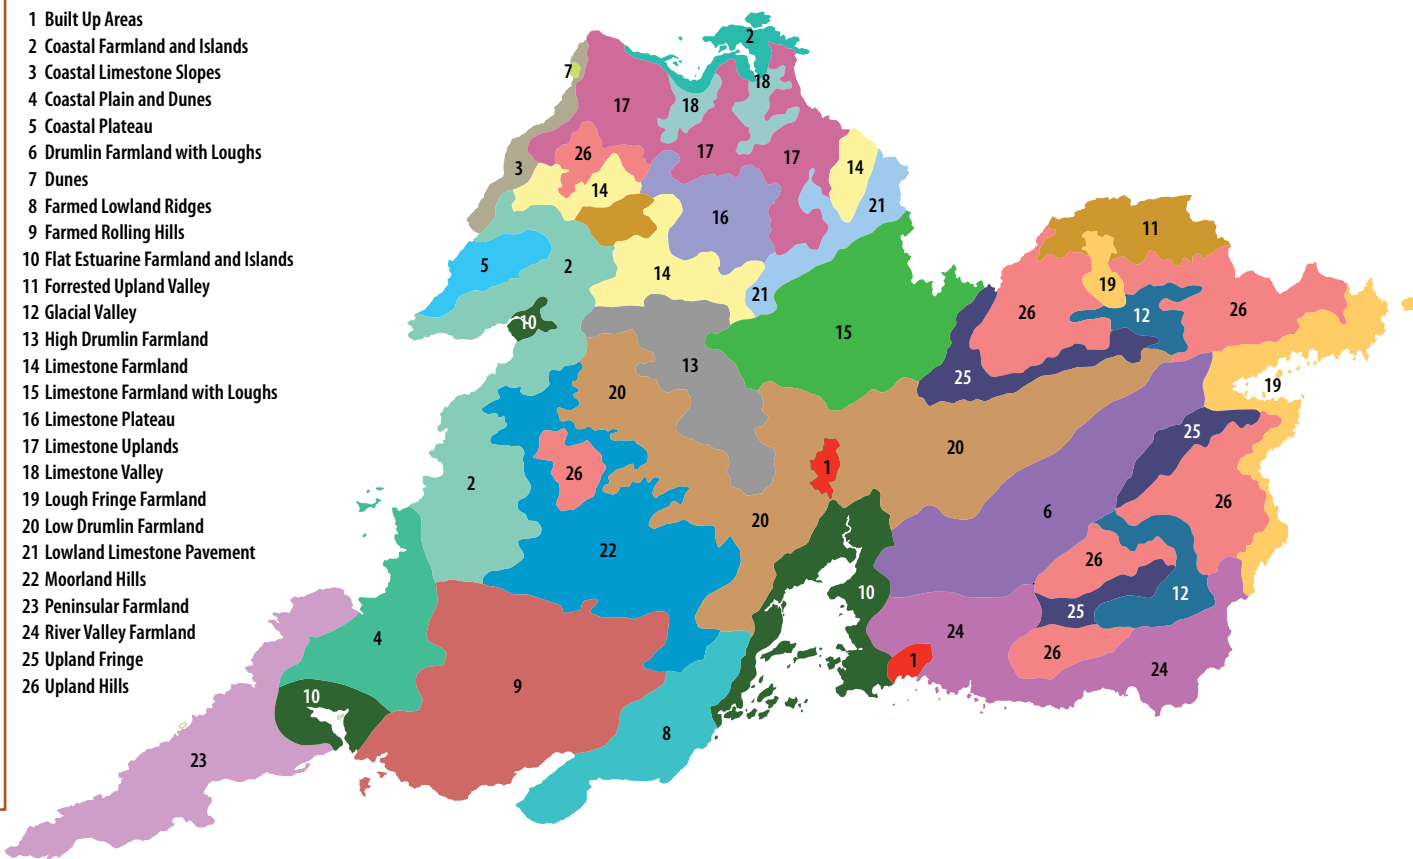 1 Built Up Areas
2 Coastal Farmland and Islands
3 Coastal Limestone Slopes
4 Coastal Plain and Dunes
5 Coastal Plateau
6 Drumlin Farmland with Loughs
7 Dunes
8 Farmed Lowland Ridges
9 Farmed Rolling Hills
10 Flat Estuarine Farmland and Islands
11 Forrested Upland Valley
12 Glacial Valley
13 High Drumlin Farmland
14 Limestone Farmland
15 Limestone Farmland with Loughs
16 Limestone Plateau
17 Limestone Uplands
18 Limestone Valley
19 Lough Fringe Farmland
20 Low Drumlin Farmland
21 Lowland Limestone Pavement
22 Moorland Hills
23 Peninsular Farmland
24 River Valley Farmland
25 Upland Fringe
26 Upland Hills
2
7
18
17
18
26
17
17
3
14
14
21
16
11
5
2
14
19
21
26
26
10
12
15
13
25
19
20
25
20
1
26
2
26
6
20
22
26
10
12
25
24
4
26
1
24
9
10
8
23